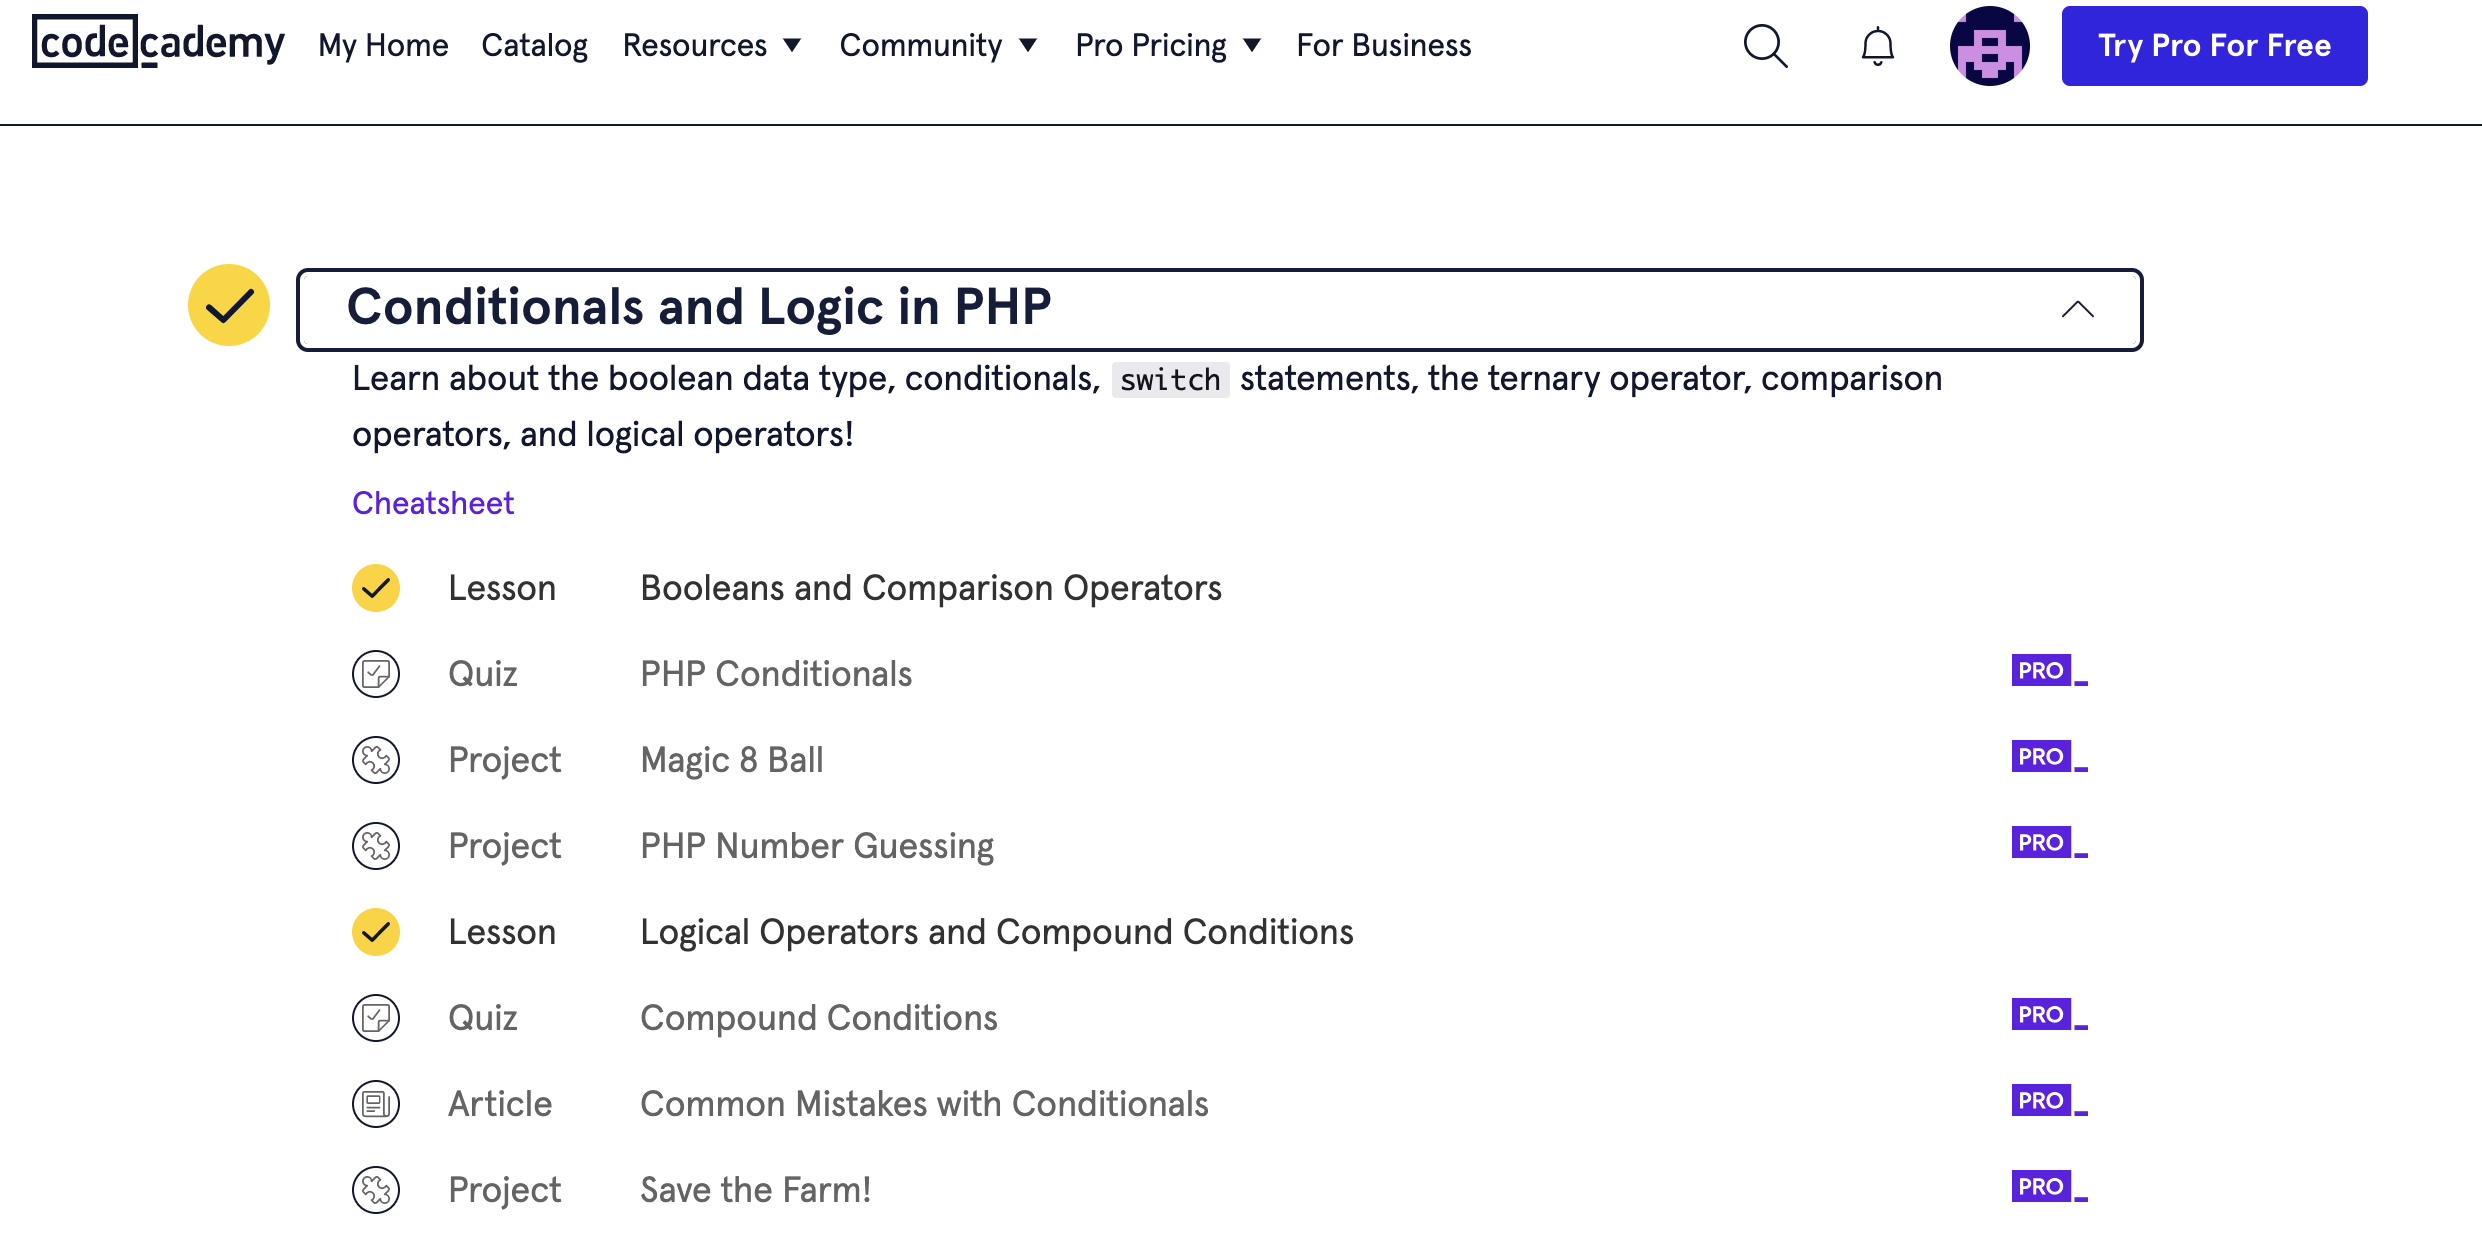 codecademy My Home Catalog Resources Community Pro Pricing For Business Try Pro For Free
Conditionals and Logic in PHP
Learn about the boolean data type, conditionals, switch statements, the ternary operator, comparison
operators, and logical operators!
Cheatsheet
Lesson Booleans and Comparison Operators
Quiz PHP Conditionals PRO
Project Magic 8 Ball PRO
Project PHP Number Guessing PRO
Lesson Logical Operators and Compound Conditions
Quiz Compound Conditions PRO
Article Common Mistakes with Conditionals PRO
Project Save the Farm! PRO